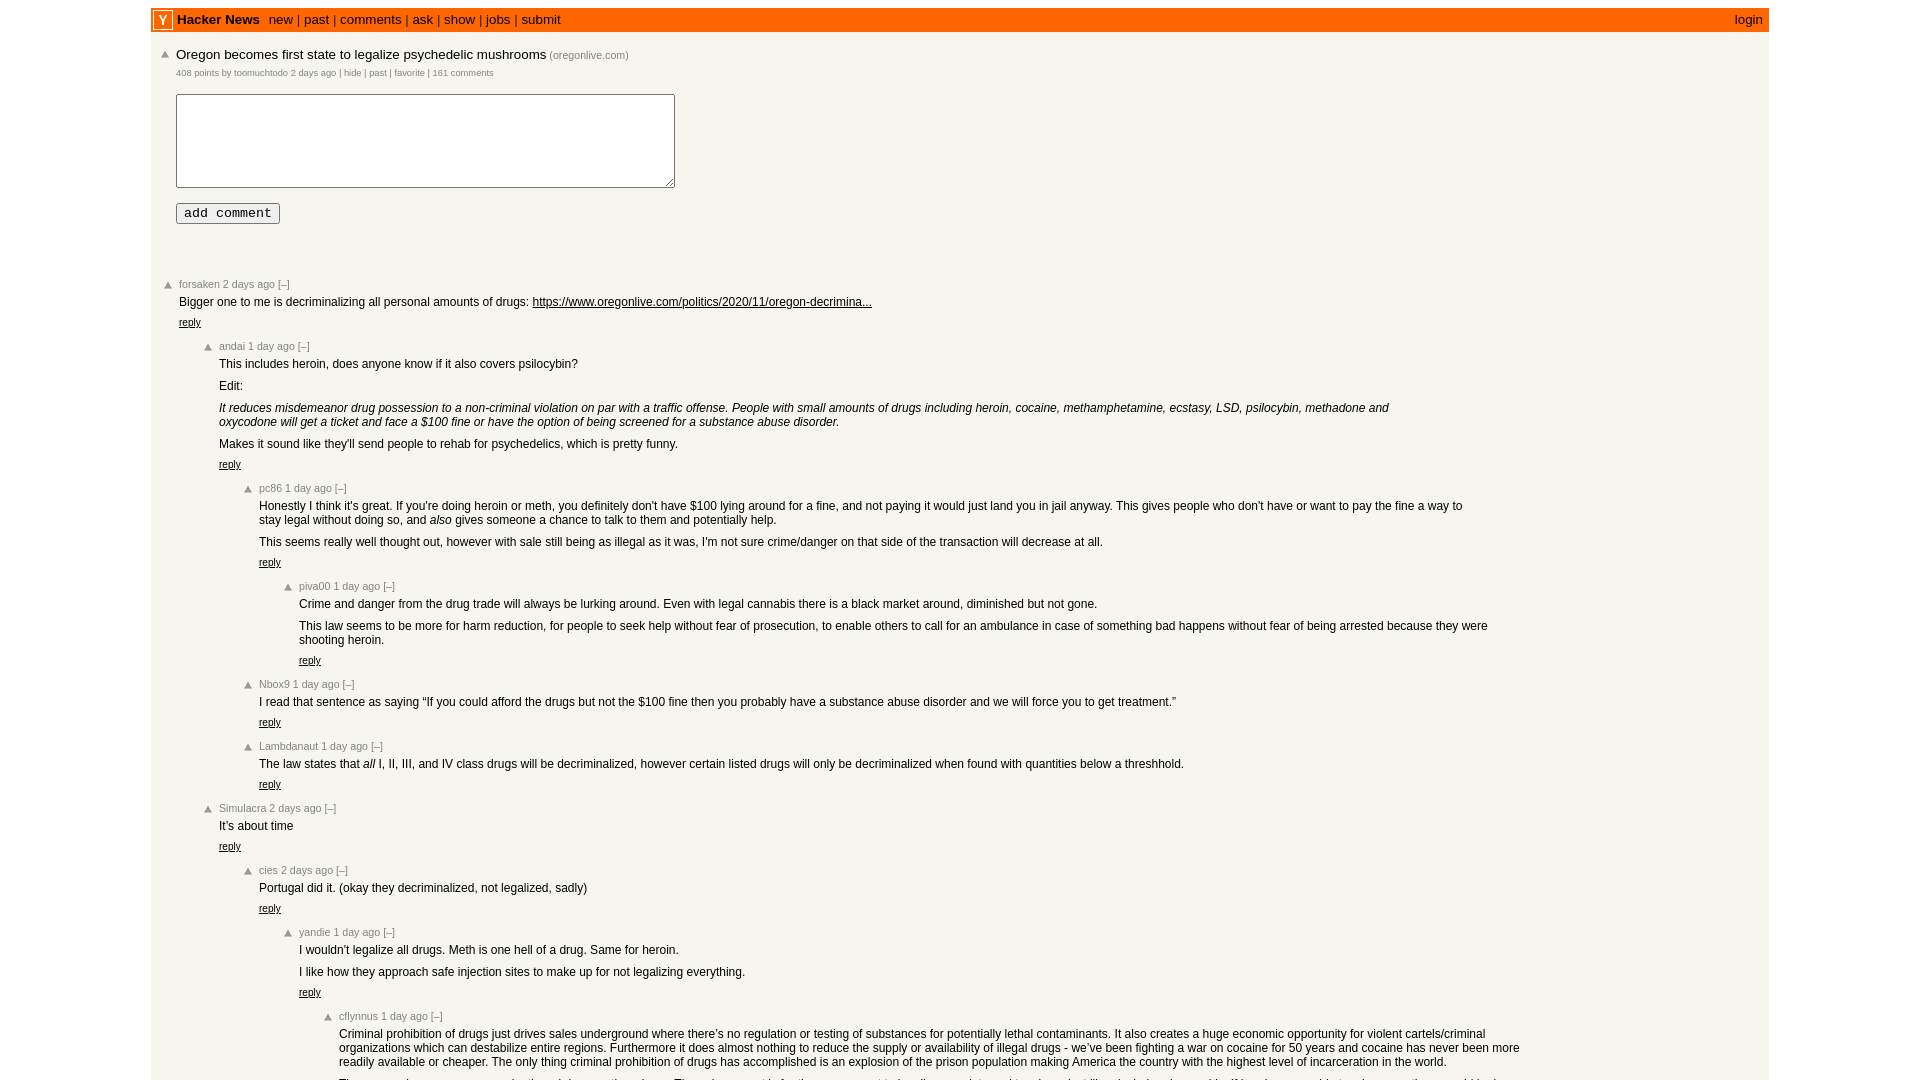 Y Hacker News new | past | comments | ask | show | jobs | submit login
Oregon becomes first state to legalize psychedelic mushrooms (oregonlive.com)
408 points by toomuchtodo 2 days ago | hide | past | favorite | 161 comments
add comment
forsaken 2 days ago [–]
Bigger one to me is decriminalizing all personal amounts of drugs: https://www.oregonlive.com/politics/2020/11/oregon-decrimina...
reply
andai 1 day ago [–]
This includes heroin, does anyone know if it also covers psilocybin?
Edit:
It reduces misdemeanor drug possession to a non-criminal violation on par with a traffic offense. People with small amounts of drugs including heroin, cocaine, methamphetamine, ecstasy, LSD, psilocybin, methadone and
oxycodone will get a ticket and face a $100 fine or have the option of being screened for a substance abuse disorder.
Makes it sound like they'll send people to rehab for psychedelics, which is pretty funny.
reply
pc86 1 day ago [–]
Honestly I think it's great. If you're doing heroin or meth, you definitely don't have $100 lying around for a fine, and not paying it would just land you in jail anyway. This gives people who don't have or want to pay the fine a way to
stay legal without doing so, and also gives someone a chance to talk to them and potentially help.
This seems really well thought out, however with sale still being as illegal as it was, I'm not sure crime/danger on that side of the transaction will decrease at all.
reply
piva00 1 day ago [–]
Crime and danger from the drug trade will always be lurking around. Even with legal cannabis there is a black market around, diminished but not gone.
This law seems to be more for harm reduction, for people to seek help without fear of prosecution, to enable others to call for an ambulance in case of something bad happens without fear of being arrested because they were
shooting heroin.
reply
Nbox9 1 day ago [–]
I read that sentence as saying “If you could afford the drugs but not the $100 fine then you probably have a substance abuse disorder and we will force you to get treatment.”
reply
Lambdanaut 1 day ago [–]
The law states that all I, II, III, and IV class drugs will be decriminalized, however certain listed drugs will only be decriminalized when found with quantities below a threshhold.
reply
Simulacra 2 days ago [–]
It’s about time
reply
cies 2 days ago [–]
Portugal did it. (okay they decriminalized, not legalized, sadly)
reply
yandie 1 day ago [–]
I wouldn't legalize all drugs. Meth is one hell of a drug. Same for heroin.
I like how they approach safe injection sites to make up for not legalizing everything.
reply
cflynnus 1 day ago [–]
Criminal prohibition of drugs just drives sales underground where there’s no regulation or testing of substances for potentially lethal contaminants. It also creates a huge economic opportunity for violent cartels/criminal
organizations which can destabilize entire regions. Furthermore it does almost nothing to reduce the supply or availability of illegal drugs - we’ve been fighting a war on cocaine for 50 years and cocaine has never been more
readily available or cheaper. The only thing criminal prohibition of drugs has accomplished is an explosion of the prison population making America the country with the highest level of incarceration in the world.